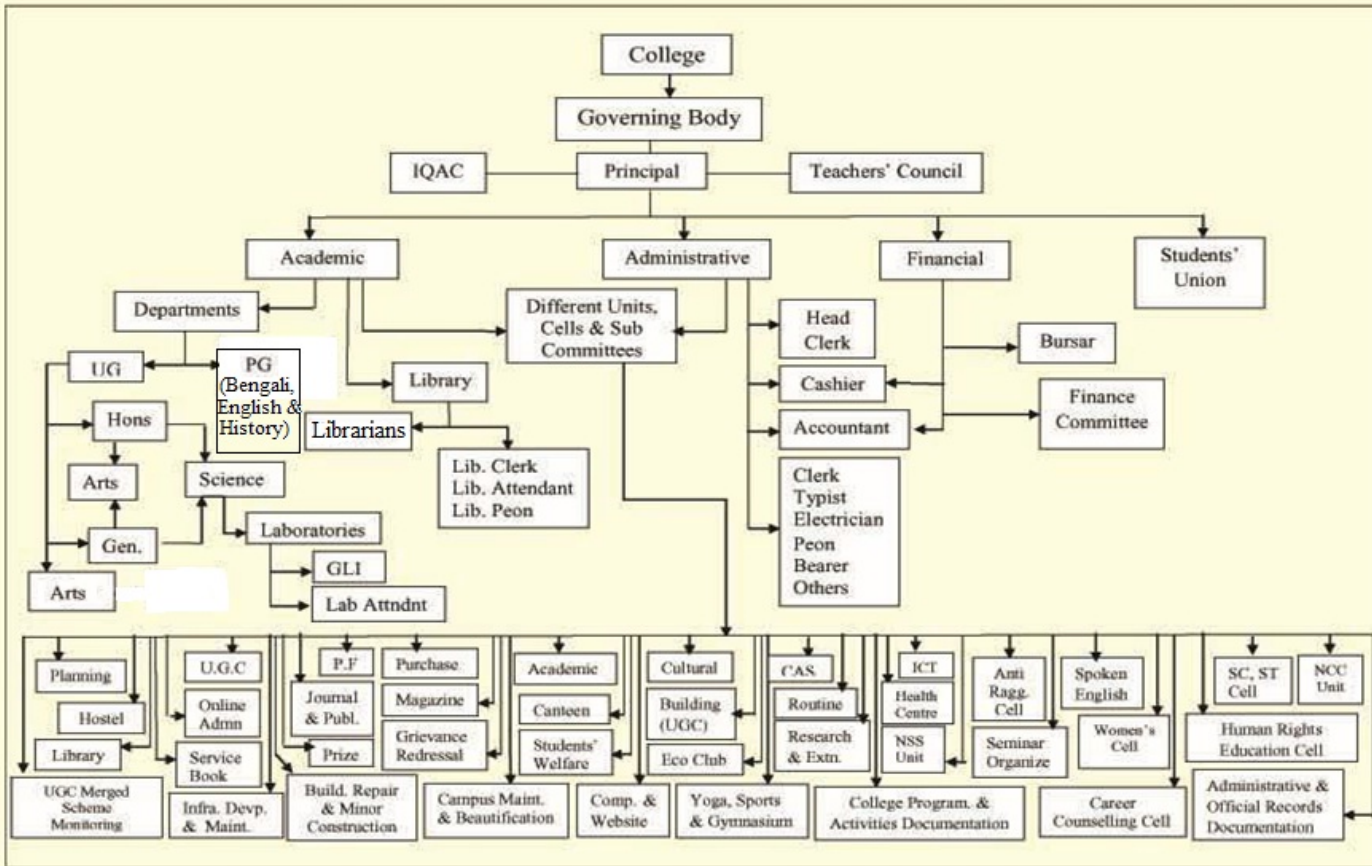 College
Governing Body
IQAC
Principal
Teachers' Council
Academic
Administrative
Financial
Students'
Union
Departments
Different Units,
Cells & Sub
Committees
Head
Clerk
Bursar
UG
PG
(Bengali,
English &
History)
Library
Cashier
Finance
Committee
Hons
Librarians
Accountant
Arts
Science
Lib. Clerk
Lib. Attendant
Lib. Peon
Clerk
Typist
Electrician
Peon
Bearer
Others
Gen.
Laboratories
GLI
Arts
Lab Attndnt
Planning
U.G.C
P.F
Purchase
Academic
Cultural
CAS.
ICT
Anti
Ragg.
Cell
Spoken
English
SC, ST
Cell
NCC
Unit
Hostel
Online
Admn
Journal
& Publ.
Magazine
Canteen
Building
(UGC)
Routine
Health
Centre
Women's
Cell
Human Rights
Education Cell
Library
Service
Book
Prize
Grievance
Redressal
Students'
Welfare
Eco Club
Research
& Extn.
NSS
Unit
Seminar
Organize
UGC Merged
Scheme
Monitoring
Infra. Devp.
& Maint.
Build. Repair
& Minor
Construction
Campus Maint.
& Beautification
Comp. &
Website
Yoga, Sports
& Gymnasium
College Program. &
Activities Documentation
Career
Counselling Cell
Administrative &
Official Records
Documentation